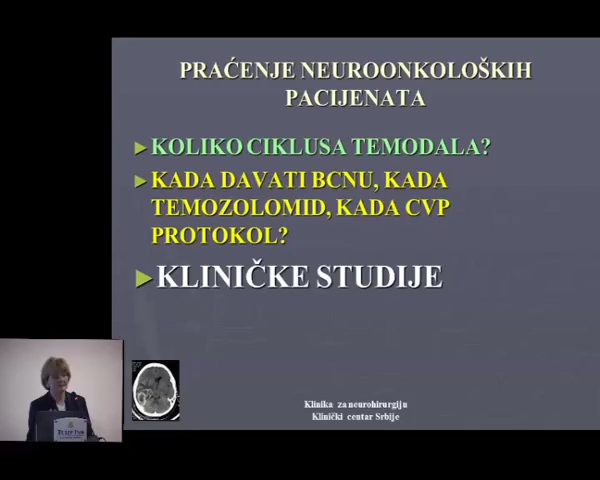 PRAĆENJE NEUROONKOLOŠKIH
PACIJENATA
►KOLIKO CIKLUSA TEMODALA?
►KADA DAVATI BCNU, KADA
TEMOZOLOMID, KADA CVP
PROTOKOL?
►KLINIČKE STUDIJE
Klinika za neurohirurgiju
Klinički centar Srbije